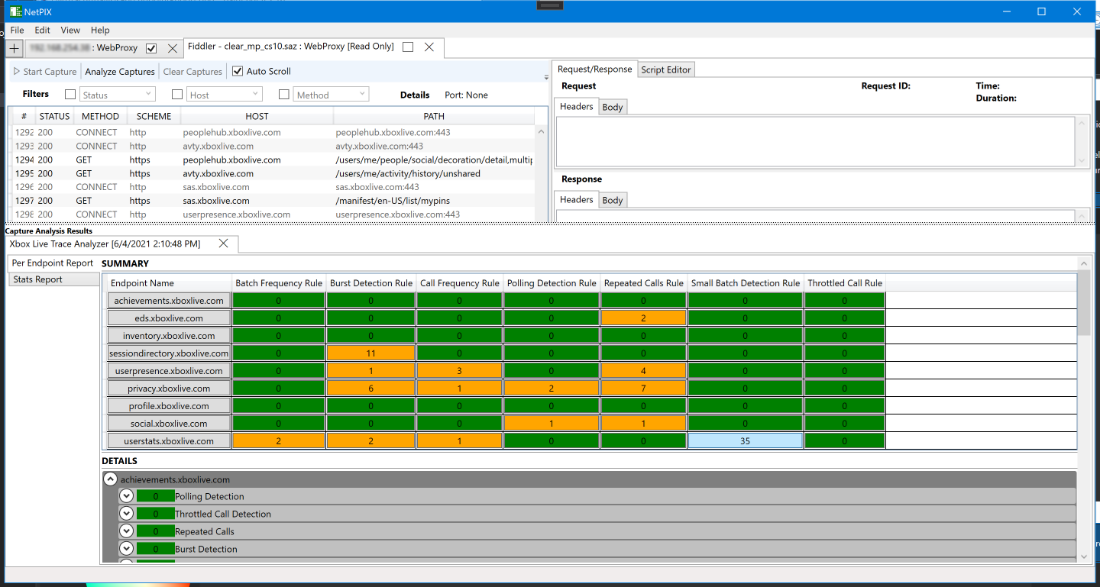 NetPIX
File Edit View Help
: WebProxy Fiddler - clear_mp_cs10.saz : WebProxy [Read Only]
Start Capture Analyze Captures Clear Captures Auto Scroll
Filters Status Host Method Details Port: None
# STATUS METHOD SCHEME HOST PATH
1292 200 CONNECT http peoplehub.xboxlive.com peoplehub.xboxlive.com:443
1293 200 CONNECT http avty.xboxlive.com avty.xboxlive.com:443
1294 200 GET https peoplehub.xboxlive.com /users/me/people/social/decoration/detail,multip
1295 200 GET https avty.xboxlive.com /users/me/activity/history/unshared
1296 200 CONNECT http sas.xboxlive.com sas.xboxlive.com:443
1297 200 GET https sas.xboxlive.com /manifest/en-US/list/mypins
1298 200 CONNECT http userpresence.xboxlive.com userpresence.xboxlive.com:443
Request/Response Script Editor
Request Request ID: Time:
Duration:
Headers Body
Response
Headers Body
Capture Analysis Results
Xbox Live Trace Analyzer [6/4/2021 2:10:48 PM]
Per Endpoint Report
Stats Report
SUMMARY
Endpoint Name Batch Frequency Rule Burst Detection Rule Call Frequency Rule Polling Detection Rule Repeated Calls Rule Small Batch Detection Rule Throttled Call Rule
achievements.xboxlive.com 0 0 0 0 0 0 0
eds.xboxlive.com 0 0 0 0 2 0 0
inventory.xboxlive.com 0 0 0 0 0 0 0
sessiondirectory.xboxlive.com 0 11 0 0 0 0 0
userpresence.xboxlive.com 0 1 3 0 4 0 0
privacy.xboxlive.com 0 6 1 2 7 0 0
profile.xboxlive.com 0 0 0 0 0 0 0
social.xboxlive.com 0 0 0 1 1 0 0
userstats.xboxlive.com 2 2 1 0 0 35 0
DETAILS
achievements.xboxlive.com
0 Polling Detection
0 Throttled Call Detection
0 Repeated Calls
0 Burst Detection